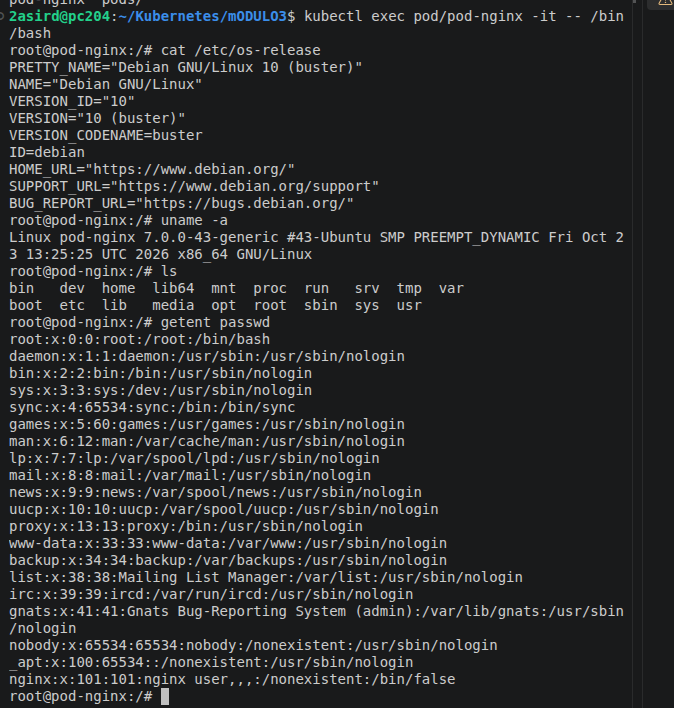 2asird@pc204:~/Kubernetes/mODULO3$ kubectl exec pod/pod-nginx -it -- /bin
/bash
root@pod-nginx:/# cat /etc/os-release
PRETTY_NAME="Debian GNU/Linux 10 (buster)"
NAME="Debian GNU/Linux"
VERSION_ID="10"
VERSION="10 (buster)"
VERSION_CODENAME=buster
ID=debian
HOME_URL="https://www.debian.org/"
SUPPORT_URL="https://www.debian.org/support"
BUG_REPORT_URL="https://bugs.debian.org/"
root@pod-nginx:/# uname -a
Linux pod-nginx 7.0.0-43-generic #43-Ubuntu SMP PREEMPT_DYNAMIC Fri Oct 2
3 13:25:25 UTC 2026 x86_64 GNU/Linux
root@pod-nginx:/# ls
bin   dev  home  lib64  mnt  proc  run   srv  tmp  var
boot  etc  lib   media  opt  root  sbin  sys  usr
root@pod-nginx:/# getent passwd
root:x:0:0:root:/root:/bin/bash
daemon:x:1:1:daemon:/usr/sbin:/usr/sbin/nologin
bin:x:2:2:bin:/bin:/usr/sbin/nologin
sys:x:3:3:sys:/dev:/usr/sbin/nologin
sync:x:4:65534:sync:/bin:/bin/sync
games:x:5:60:games:/usr/games:/usr/sbin/nologin
man:x:6:12:man:/var/cache/man:/usr/sbin/nologin
lp:x:7:7:lp:/var/spool/lpd:/usr/sbin/nologin
mail:x:8:8:mail:/var/mail:/usr/sbin/nologin
news:x:9:9:news:/var/spool/news:/usr/sbin/nologin
uucp:x:10:10:uucp:/var/spool/uucp:/usr/sbin/nologin
proxy:x:13:13:proxy:/bin:/usr/sbin/nologin
www-data:x:33:33:www-data:/var/www:/usr/sbin/nologin
backup:x:34:34:backup:/var/backups:/usr/sbin/nologin
list:x:38:38:Mailing List Manager:/var/list:/usr/sbin/nologin
irc:x:39:39:ircd:/var/run/ircd:/usr/sbin/nologin
gnats:x:41:41:Gnats Bug-Reporting System (admin):/var/lib/gnats:/usr/sbin
/nologin
nobody:x:65534:65534:nobody:/nonexistent:/usr/sbin/nologin
_apt:x:100:65534::/nonexistent:/usr/sbin/nologin
nginx:x:101:101:nginx user,,,:/nonexistent:/bin/false
root@pod-nginx:/#